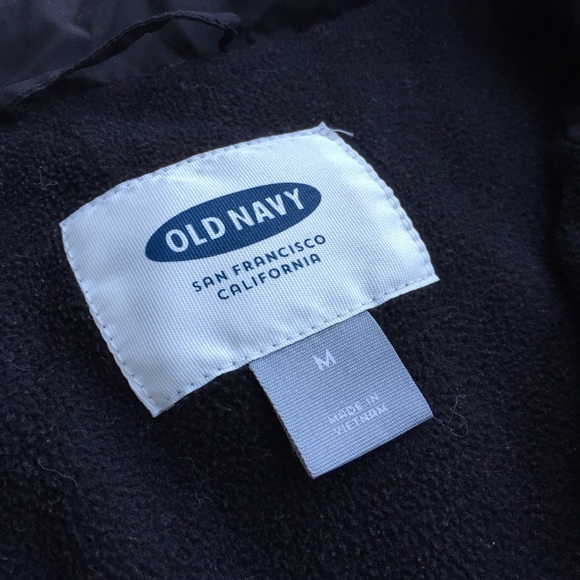 OLD NAVY
SAN FRANCISCO
CALIFORNIA
M
MADE IN
VIETNAM